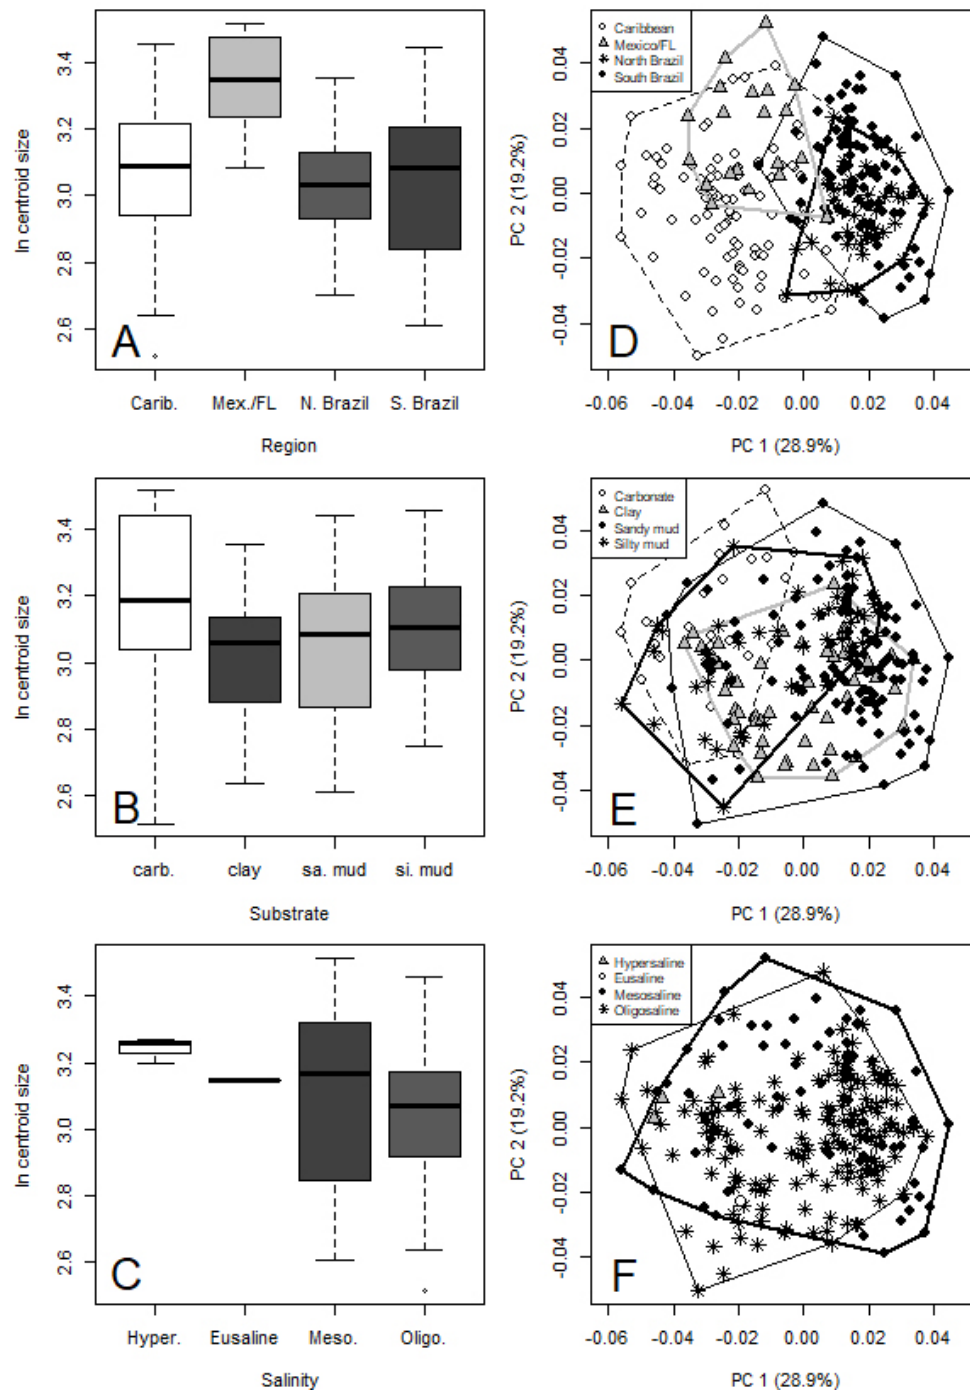 ln centroid size
3.4
3.2
3.0
2.8
2.6
A
Carib.
Mex./FL
N. Brazil
S. Brazil
Region
PC 2 (19.2%)
0.04
0.02
0.00
-0.02
-0.04
Caribbean
Mexico/FL
North Brazil
South Brazil
D
-0.06
-0.04
-0.02
0.00
0.02
0.04
PC 1 (28.9%)
ln centroid size
3.4
3.2
3.0
2.8
2.6
B
carb.
clay
sa. mud
si. mud
Substrate
PC 2 (19.2%)
0.04
0.02
0.00
-0.02
-0.04
Carbonate
Clay
Sandy mud
Silty mud
E
-0.06
-0.04
-0.02
0.00
0.02
0.04
PC 1 (28.9%)
ln centroid size
3.4
3.2
3.0
2.8
2.6
C
Hyper.
Eusaline
Meso.
Oligo.
Salinity
PC 2 (19.2%)
0.04
0.02
0.00
-0.02
-0.04
Hypersaline
Eusaline
Mesosaline
Oligosaline
F
-0.06
-0.04
-0.02
0.00
0.02
0.04
PC 1 (28.9%)